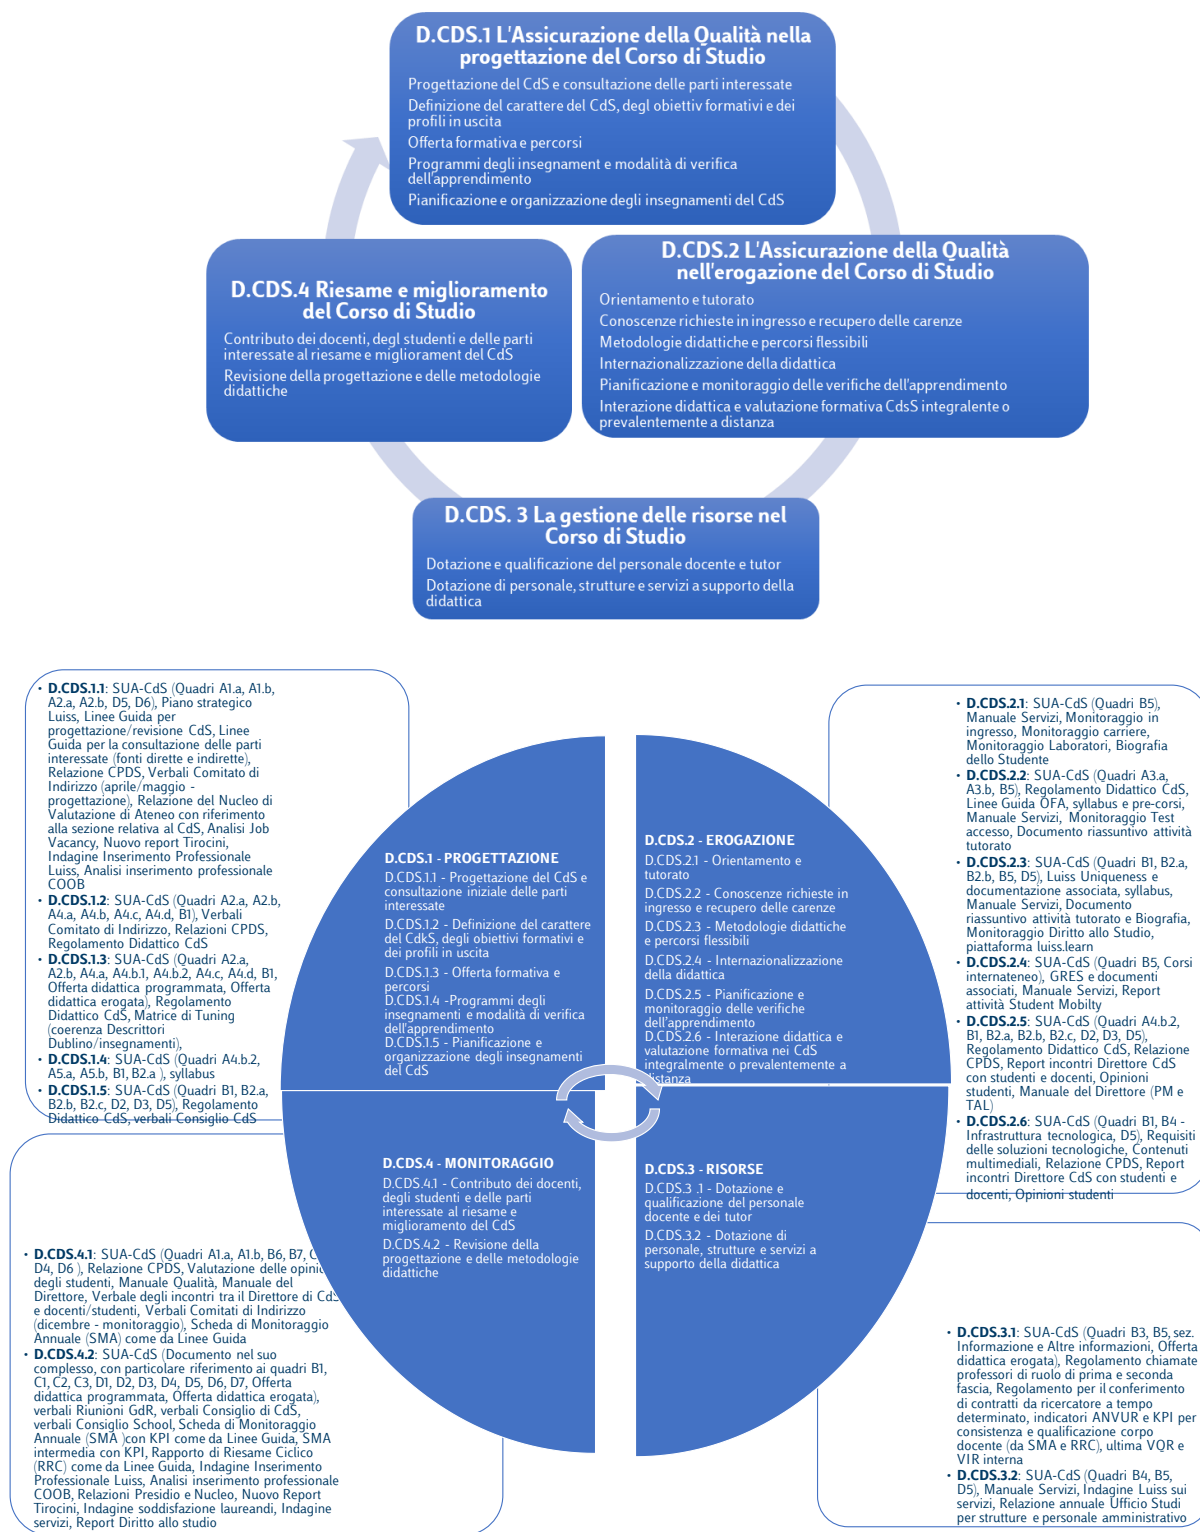 D.CDS.1 L'Assicurazione della Qualità nella
progettazione del Corso di Studio
Progettazione del CdS e consultazione delle parti interessate
Definizione del carattere del CdS, degl obiettiv formativi e dei
profili in uscita
Offerta formativa e percorsi
Programmi degli insegnament e modalità di verifica
dell'apprendimento
Pianificazione e organizzazione degli insegnamenti del CdS
D.CDS.2 L'Assicurazione della Qualità
nell'erogazione del Corso di Studio
Orientamento e tutorato
Conoscenze richieste in ingresso e recupero delle carenze
Metodologie didattiche e percorsi flessibili
Internazionalizzazione della didattica
Pianificazione e monitoraggio delle verifiche dell'apprendimento
Interazione didattica e valutazione formativa CdsS integralente o
prevalentemente a distanza
D.CDS.4 Riesame e miglioramento
del Corso di Studio
Contributo dei docenti, degl studenti e delle parti
interessate al riesame e migliorament del CdS
Revisione della progettazione e delle metodologie
didattiche
D.CDS. 3 La gestione delle risorse nel
Corso di Studio
Dotazione e qualificazione del personale docente e tutor
Dotazione di personale, strutture e servizi a supporto della
didattica
• D.CDS.1.1: SUA-CdS (Quadri A1.a, A1.b,
A2.a, A2.b, D5, D6), Piano strategico
Luiss, Linee Guida per
progettazione/revisione CdS, Linee
Guida per la consultazione delle parti
interessate (fonti dirette e indirette),
Relazione CPDS, Verbali Comitato di
Indirizzo (aprile/maggio -
progettazione), Relazione del Nucleo di
Valutazione di Ateneo con riferimento
alla sezione relativa al CdS, Analisi Job
Vacancy, Nuovo report Tirocini,
Indagine Inserimento Professionale
Luiss, Analisi inserimento professionale
COOB
• D.CDS.1.2: SUA-CdS (Quadri A2.a, A2.b,
A4.a, A4.b, A4.c, A4.d, B1), Verbali
Comitato di Indirizzo, Relazioni CPDS,
Regolamento Didattico CdS
• D.CDS.1.3: SUA-CdS (Quadri A2.a,
A2.b, A4.a, A4.b.1, A4.b.2, A4.c, A4.d, B1,
Offerta didattica programmata, Offerta
didattica erogata), Regolamento
Didattico CdS, Matrice di Tuning
(coerenza Descrittori
Dublino/insegnamenti),
• D.CDS.1.4: SUA-CdS (Quadri A4.b.2,
A5.a, A5.b, B1, B2.a ), syllabus
• D.CDS.1.5: SUA-CdS (Quadri B1, B2.a,
B2.b, B2.c, D2, D3, D5), Regolamento
Didattico CdS, verbali Consiglio CdS
D.CDS.1 - PROGETTAZIONE
D.CDS.1.1 - Progettazione del CdS e
consultazione iniziale delle parti
interessate
D.CDS.1.2 - Definizione del carattere
del CdkS, degli obiettivi formativi e
dei profili in uscita
D.CDS.1.3 - Offerta formativa e
percorsi
D.CDS.1.4 -Programmi degli
insegnamenti e modalità di verifica
dell'apprendimento
D.CDS.1.5 - Pianificazione e
organizzazione degli insegnamenti
del CdS
D.CDS.2 - EROGAZIONE
D.CDS.2.1 - Orientamento e
tutorato
D.CDS.2.2 - Conoscenze richieste in
ingresso e recupero delle carenze
D.CDS.2.3 - Metodologie didattiche
e percorsi flessibili
D.CDS.2.4 - Internazionalizzazione
della didattica
D.CDS.2.5 - Pianificazione e
monitoraggio delle verifiche
dell'apprendimento
D.CDS.2.6 - Interazione didattica e
valutazione formativa nei CdS
integralmente o prevalentemente a
distanza
• D.CDS.2.1: SUA-CdS (Quadri B5),
Manuale Servizi, Monitoraggio in
ingresso, Monitoraggio carriere,
Monitoraggio Laboratori, Biografia
dello Studente
• D.CDS.2.2: SUA-CdS (Quadri A3.a,
A3.b, B5), Regolamento Didattico CdS,
Linee Guida OFA, syllabus e pre-corsi,
Manuale Servizi, Monitoraggio Test
accesso, Documento riassuntivo attività
tutorato
• D.CDS.2.3: SUA-CdS (Quadri B1, B2.a,
B2.b, B5, D5), Luiss Uniqueness e
documentazione associata, syllabus,
Manuale Servizi, Documento
riassuntivo attività tutorato e Biografia,
Monitoraggio Diritto allo Studio,
piattaforma luiss.learn
• D.CDS.2.4: SUA-CdS (Quadri B5, Corsi
internateneo), GRES e documenti
associati, Manuale Servizi, Report
attività Student Mobilty
• D.CDS.2.5: SUA-CdS (Quadri A4.b.2,
B1, B2.a, B2.b, B2.c, D2, D3, D5),
Regolamento Didattico CdS, Relazione
CPDS, Report incontri Direttore CdS
con studenti e docenti, Opinioni
studenti, Manuale del Direttore (PM e
TAL)
• D.CDS.2.6: SUA-CdS (Quadri B1, B4 -
Infrastruttura tecnologica, D5), Requisiti
delle soluzioni tecnologiche, Contenuti
multimediali, Relazione CPDS, Report
incontri Direttore CdS con studenti e
docenti, Opinioni studenti
D.CDS.4 - MONITORAGGIO
D.CDS.4.1 - Contributo dei docenti,
degli studenti e delle parti
interessate al riesame e
miglioramento del CdS
D.CDS.4.2 - Revisione della
progettazione e delle metodologie
didattiche
D.CDS.3 - RISORSE
D.CDS.3 .1 - Dotazione e
qualificazione del personale
docente e dei tutor
D.CDS.3.2 - Dotazione di
personale, strutture e servizi a
supporto della didattica
• D.CDS.4.1: SUA-CdS (Quadri A1.a, A1.b, B6, B7,
D4, D6 ), Relazione CPDS, Valutazione delle
degli studenti, Manuale Qualità, Manuale del
Direttore, Verbale degli incontri tra il Direttore di CdS
e docenti/studenti, Verbali Comitati di Indirizzo
(dicembre - monitoraggio), Scheda di Monitoraggio
Annuale (SMA) come da Linee Guida
• D.CDS.4.2: SUA-CdS (Documento nel suo
complesso, con particolare riferimento ai quadri B1,
C1, C2, C3, D1, D2, D3, D4, D5, D6, D7, Offerta
didattica programmata, Offerta didattica erogata),
verbali Riunioni GdR, verbali Consiglio di CdS,
verbali Consiglio School, Scheda di Monitoraggio
Annuale (SMA )con KPI come da Linee Guida, SMA
intermedia con KPI, Rapporto di Riesame Ciclico
(RRC) come da Linee Guida, Indagine Inserimento
Professionale Luiss, Analisi inserimento professionale
COOB, Relazioni Presidio e Nucleo, Nuovo Report
Tirocini, Indagine soddisfazione laureandi, Indagine
servizi, Report Diritto allo studio
• D.CDS.3.1: SUA-CdS (Quadri B3, B5, sez.
Informazione e Altre informazioni, Offerta
didattica erogata), Regolamento chiamate
professori di ruolo di prima e seconda
fascia, Regolamento per il conferimento
di contratti da ricercatore a tempo
determinato, indicatori ANVUR e KPI per
consistenza e qualificazione corpo
docente (da SMA e RRC), ultima VQR e
VIR interna
• D.CDS.3.2: SUA-CdS (Quadri B4, B5,
D5), Manuale Servizi, Indagine Luiss sui
servizi, Relazione annuale Ufficio Studi
per strutture e personale amministrativo